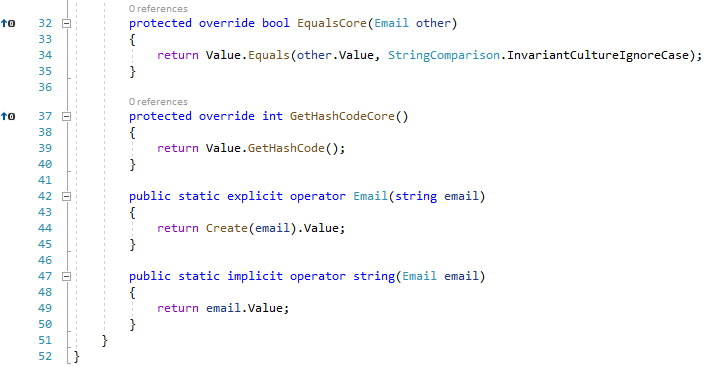 0 references
32 protected override bool EqualsCore(Email other)
33 {
34 return Value.Equals(other.Value, StringComparison.InvariantCultureIgnoreCase);
35 }
36
0 references
37 protected override int GetHashCodeCore()
38 {
39 return Value.GetHashCode();
40 }
41
42 public static explicit operator Email(string email)
43 {
44 return Create(email).Value;
45 }
46
47 public static implicit operator string(Email email)
48 {
49 return email.Value;
50 }
51 }
52 }